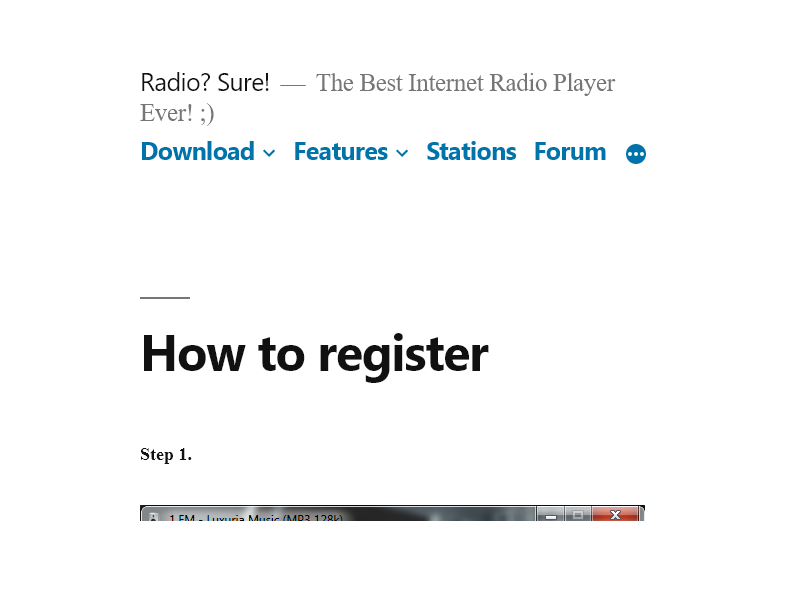 Radio? Sure! — The Best Internet Radio Player
Ever! ;)
Download Features Stations Forum
How to register
Step 1.
1.FM - Luxuria Music (MP3 128k)